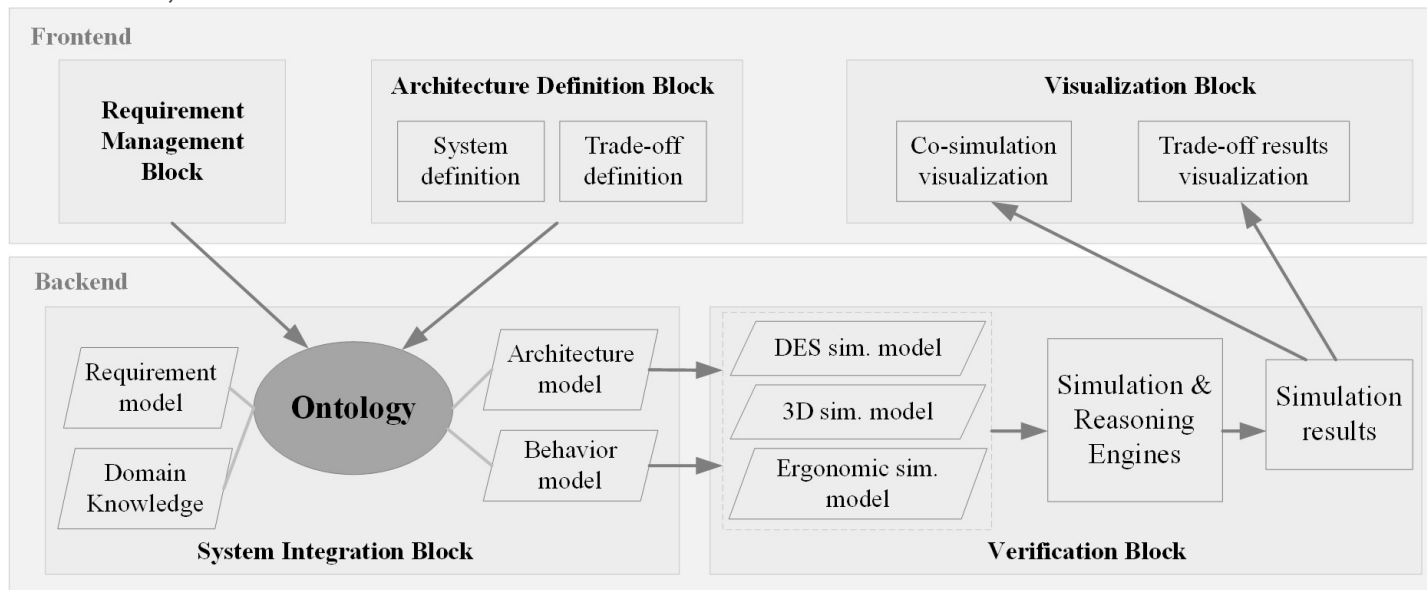 Frontend
Requirement
Management
Block
Architecture Definition Block
System
definition
Trade-off
definition
Visualization Block
Co-simulation
visualization
Trade-off results
visualization
Backend
Requirement
model
Domain
Knowledge
Ontology
Architecture
model
Behavior
model
System Integration Block
DES sim. model
3D sim. model
Ergonomic sim.
model
Simulation &
Reasoning
Engines
Simulation
results
Verification Block